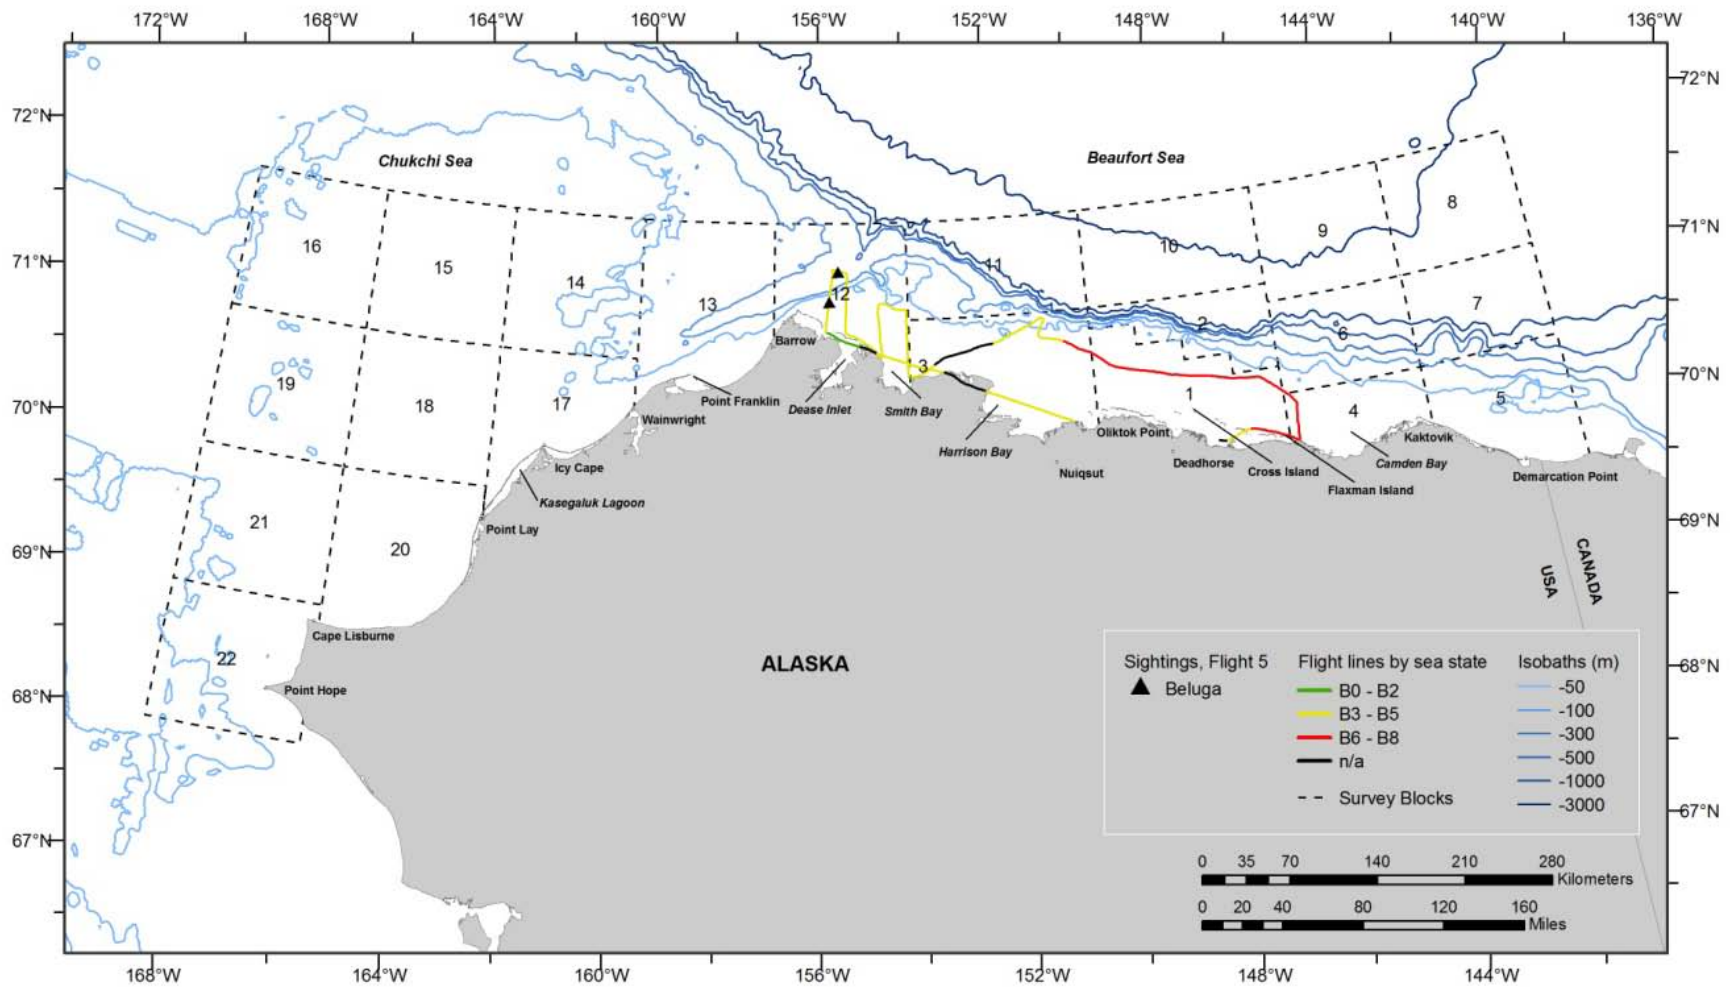 172°W 168°W 164°W 160°W 156°W 152°W 148°W 144°W 140°W 136°W
72°N 72°N
Chukchi Sea Beaufort Sea
8
9
71°N 16 15 14 13 12 11 10 71°N
7
2 6
Barrow 3 70°N
70°N 19 18 17 Point Franklin Dease Inlet Smith Bay 1 4 5
Wainwright Harrison Bay Oliktok Point Kaktovik
Icy Cape Nuiqsut Deadhorse Cross Island Camden Bay
Kasegaluk Lagoon Flaxman Island Demarcation Point
21 Point Lay 69°N
69°N 20
CANADA
USA
Cape Lisburne
22 ALASKA 68°N
68°N Point Hope
Sightings, Flight 5
Beluga
Flight lines by sea state
B0 - B2
B3 - B5
B6 - B8
n/a
Survey Blocks
Isobaths (m)
-50
-100
-300
-500
-1000
-3000
67°N 67°N
0 35 70 140 210 280
Kilometers
0 20 40 80 120 160
Miles
168°W 164°W 160°W 156°W 152°W 148°W 144°W